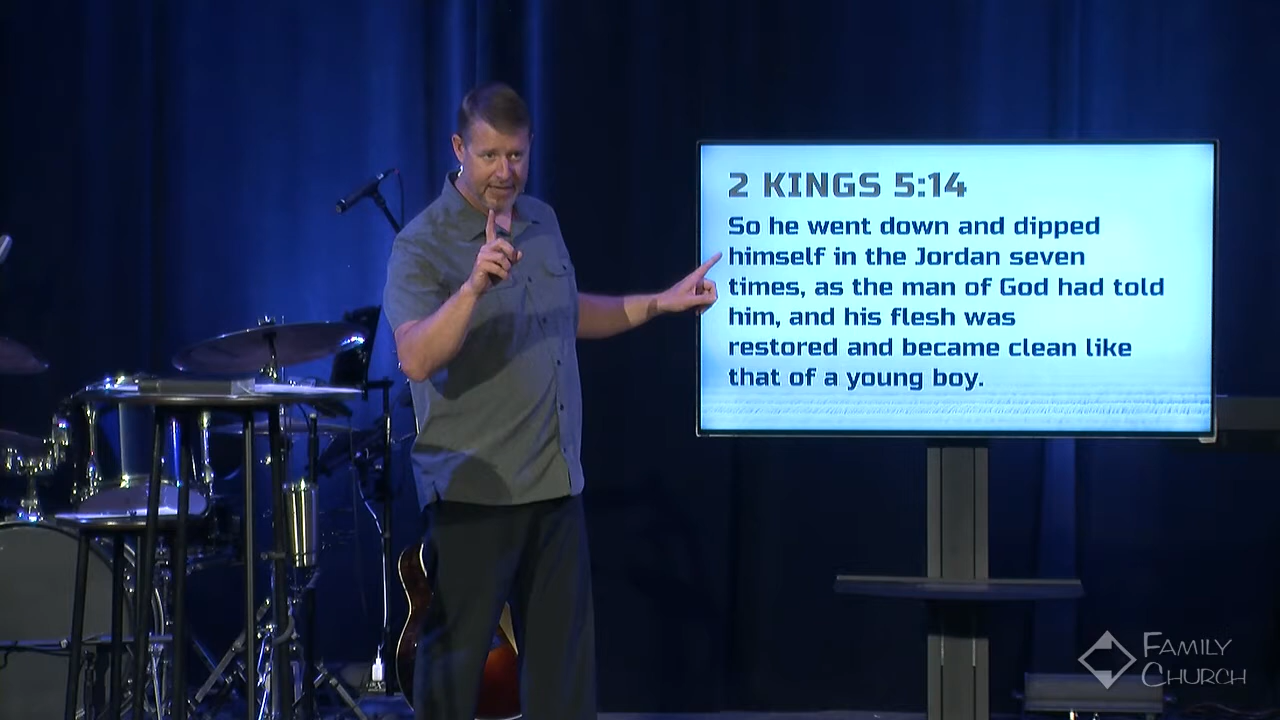 2 KINGS 5:14
So he went down and dipped
himself in the Jordan seven
times, as the man of God had told
him, and his flesh was
restored and became clean like
that of a young boy.
FAMILY
CHURCH